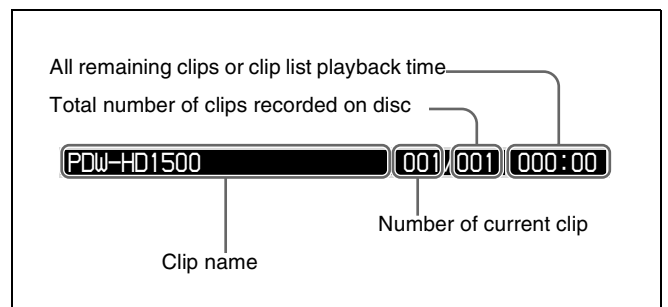 All remaining clips or clip list playback time
Total number of clips recorded on disc
PDW-HD1500 001/001 000:00
Number of current clip
Clip name